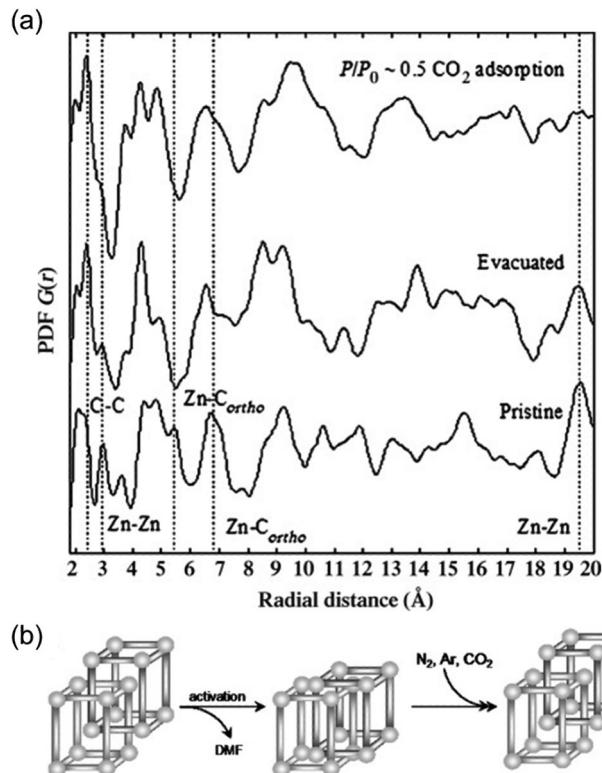 (a)
P/P₀ ~ 0.5 CO₂ adsorption
Evacuated
Pristine
C–C
Zn-C_ortho
Zn-Zn
Zn-C_ortho
Zn-Zn
PDF G(r)
2 3 4 5 6 7 8 9 10 11 12 13 14 15 16 17 18 19 20
Radial distance (Å)
(b)
activation
DMF
N₂, Ar, CO₂